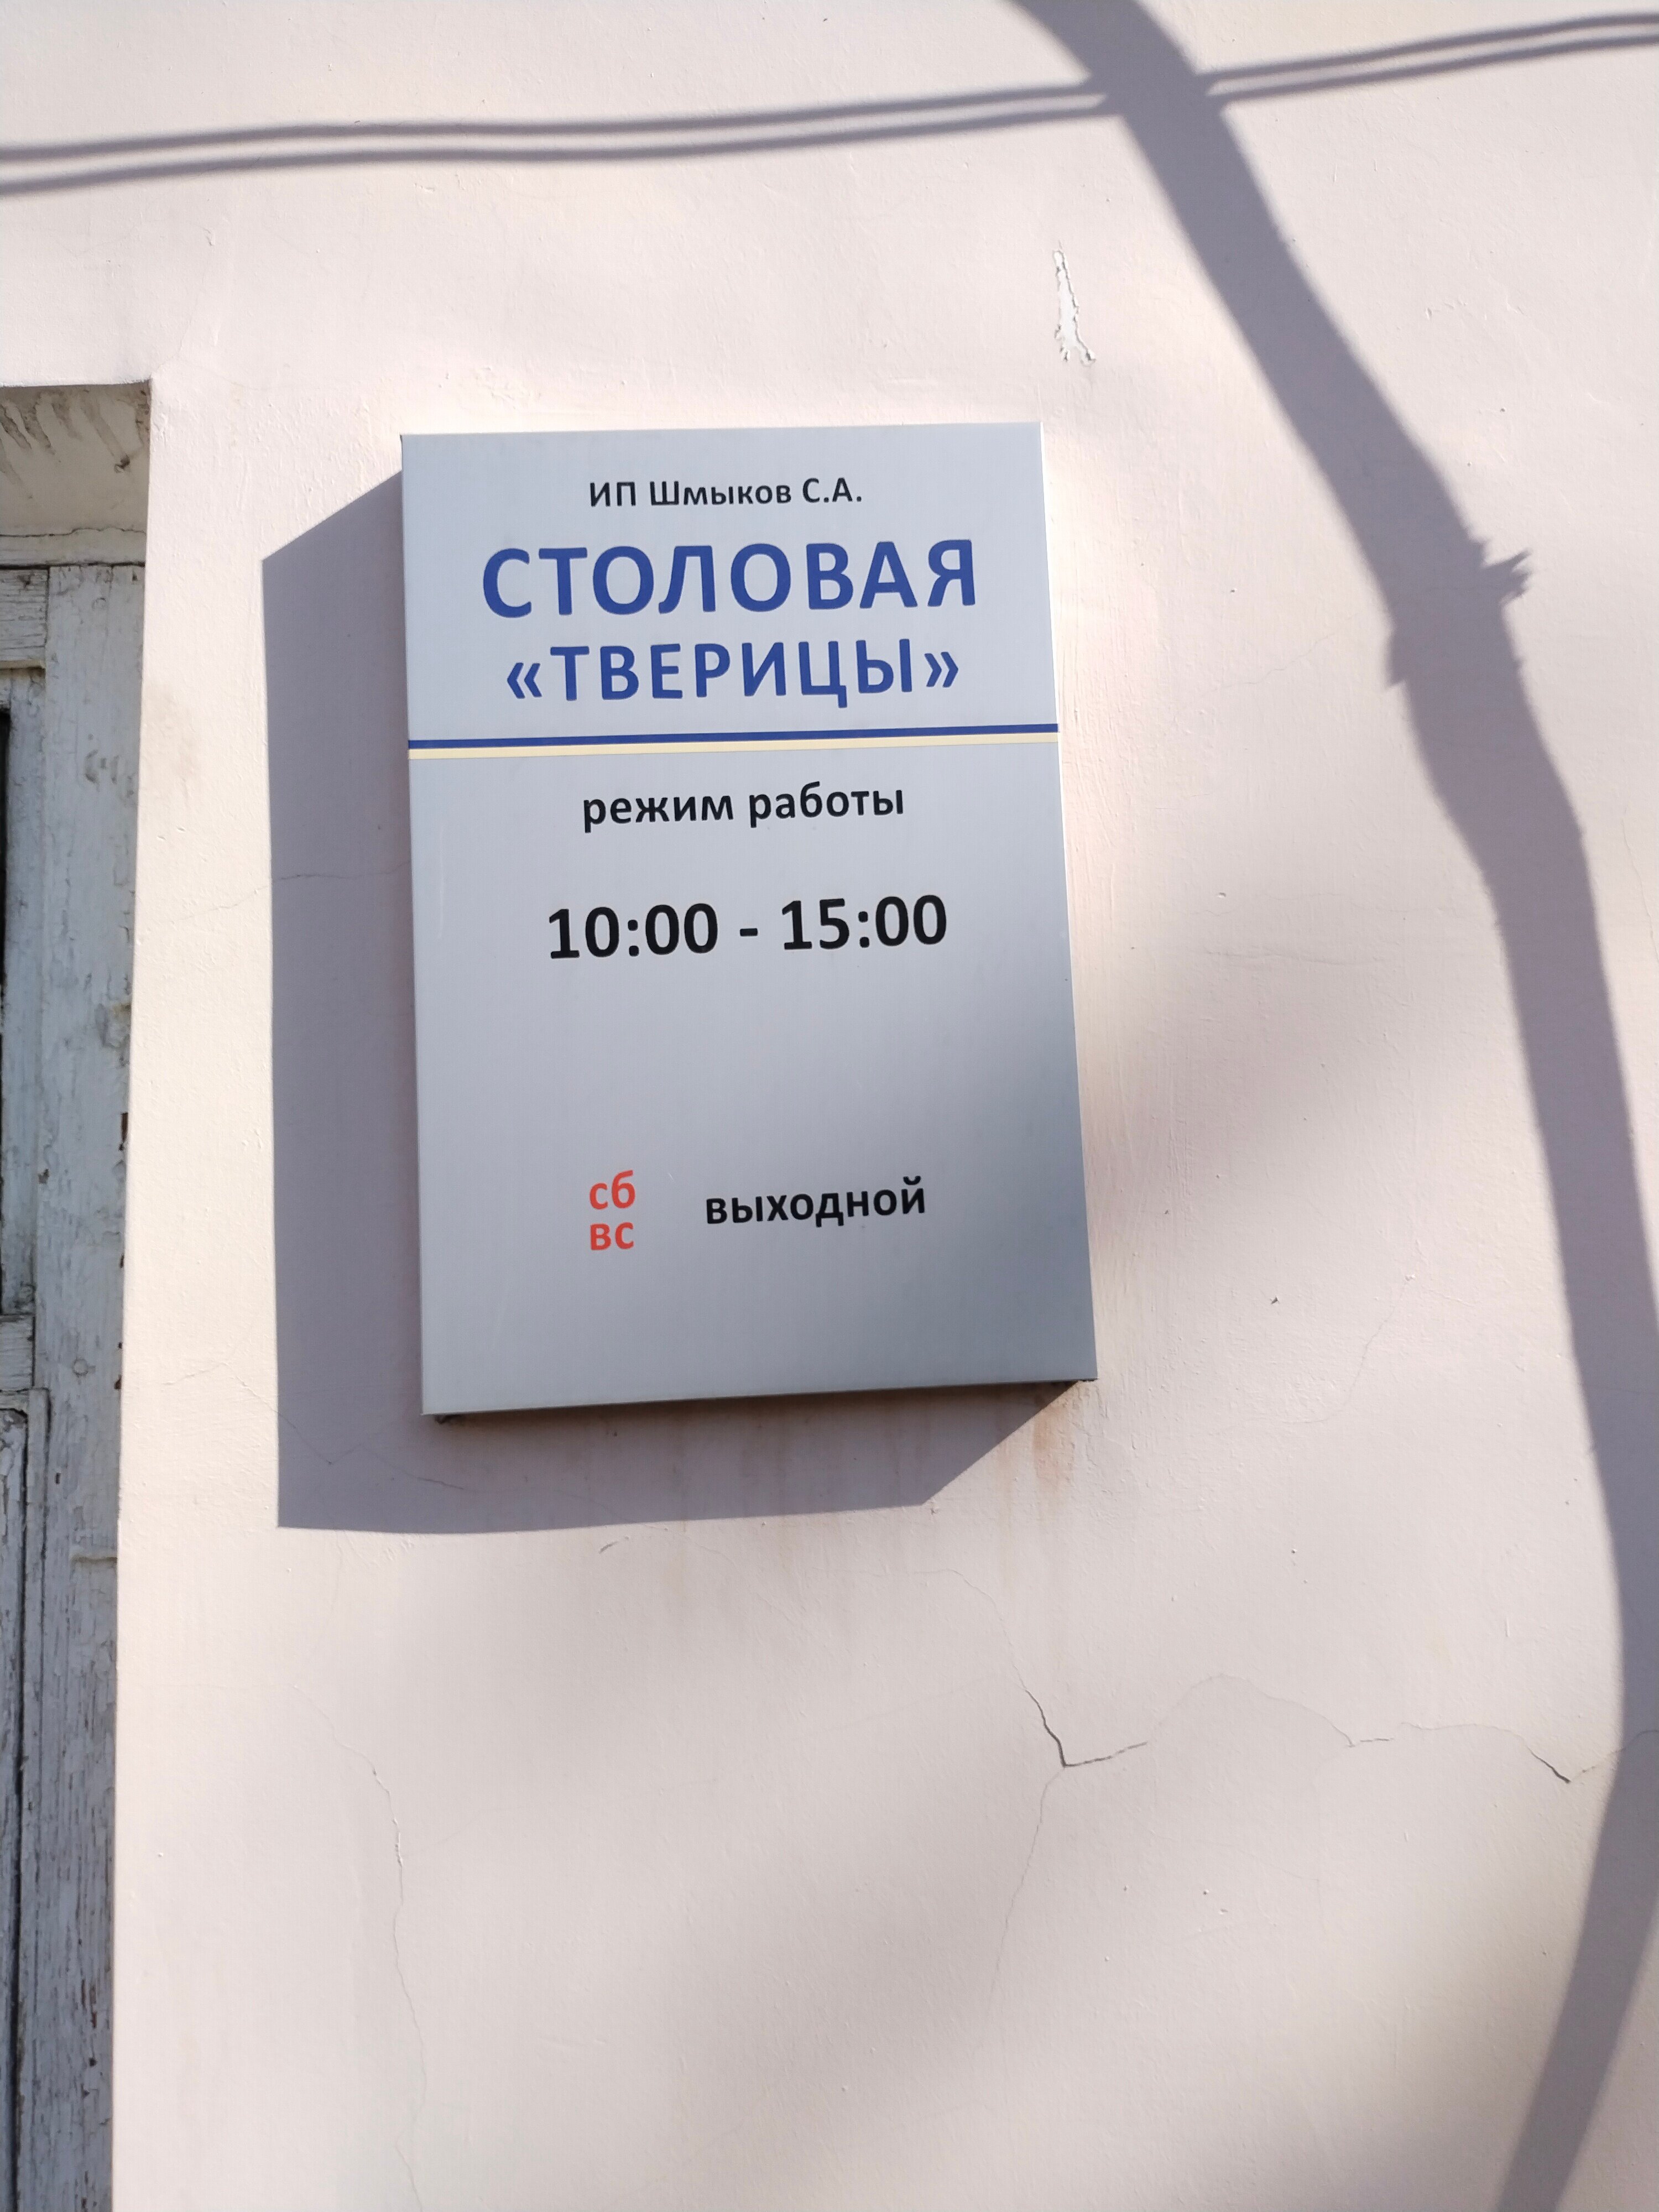 ИП Шмыков С.А.
СТОЛОВАЯ
«ТВЕРИЦЫ»
режим работы
10:00 - 15:00
сб
вс
выходной